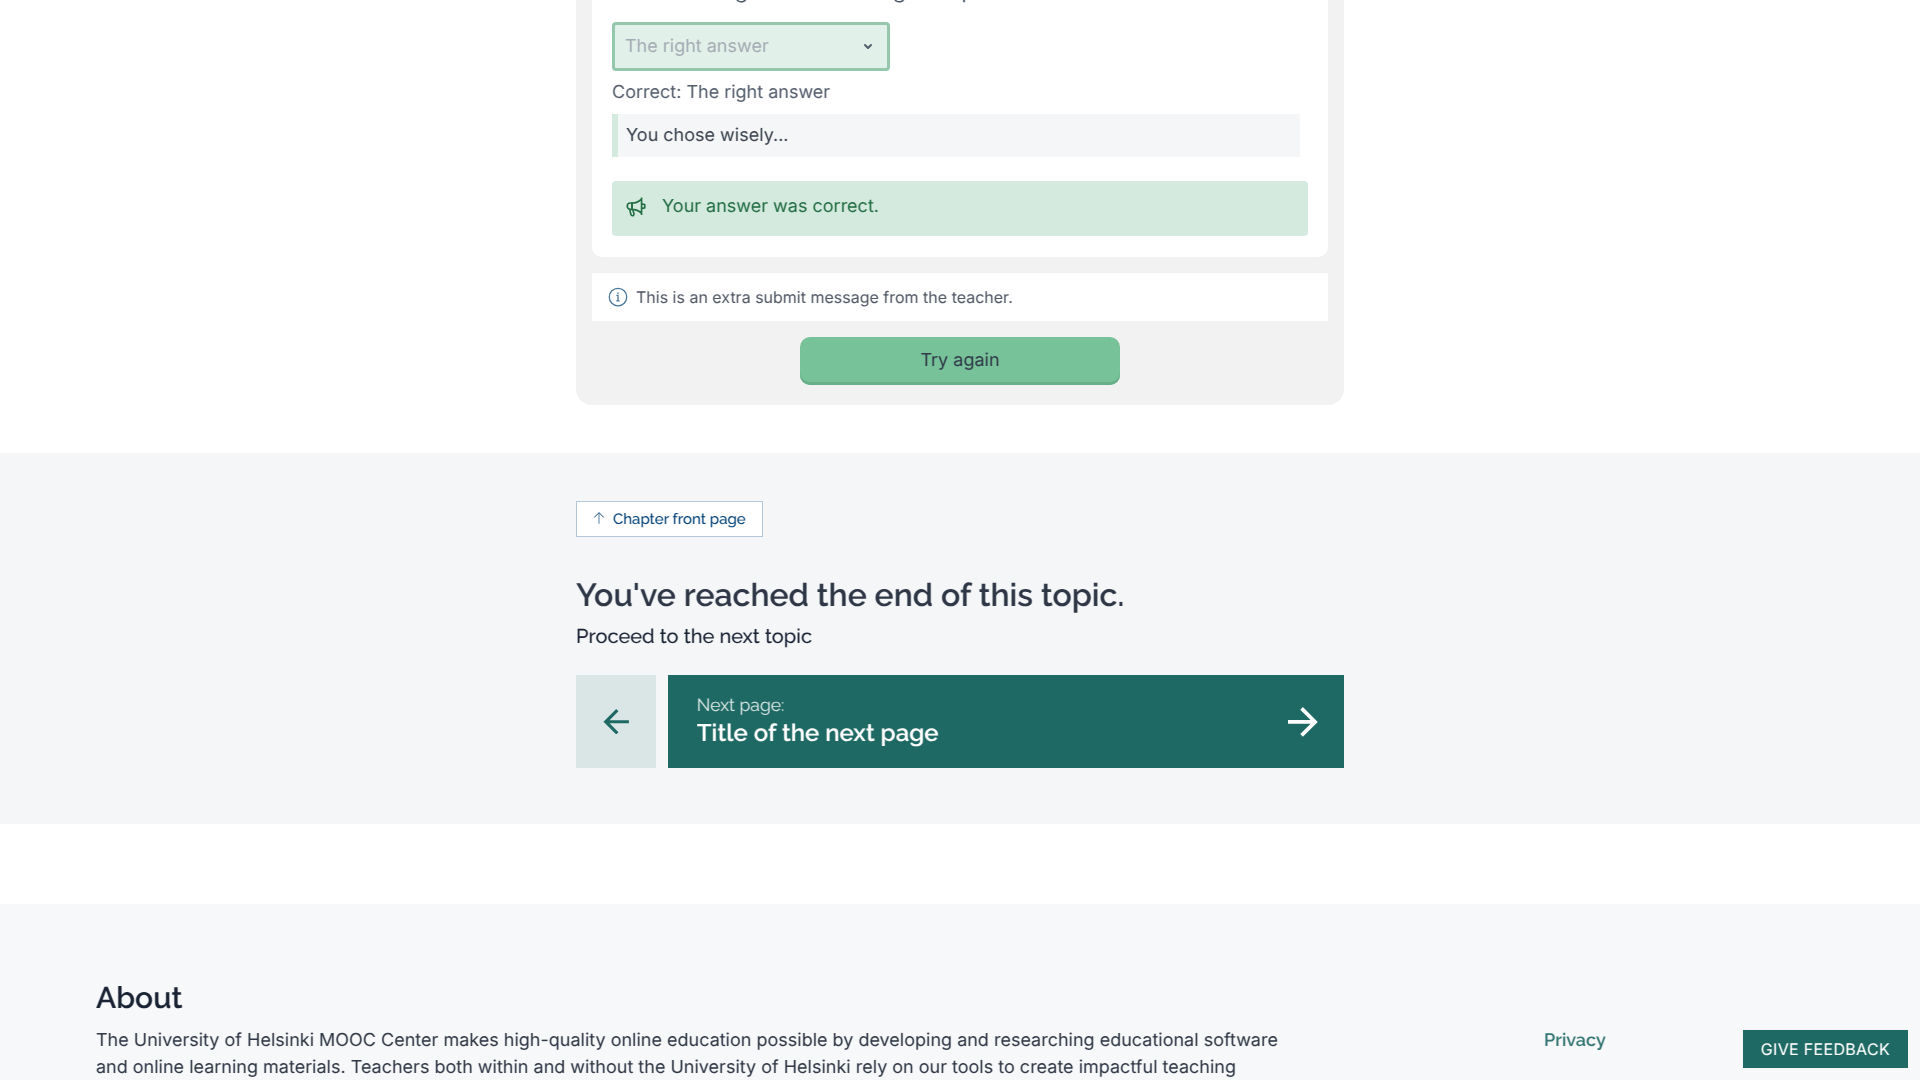 The right answer
Correct: The right answer
You chose wisely...
Your answer was correct.
This is an extra submit message from the teacher.
Try again
Chapter front page
You've reached the end of this topic.
Proceed to the next topic
Next page:
Title of the next page
About
The University of Helsinki MOOC Center makes high-quality online education possible by developing and researching educational software
and online learning materials. Teachers both within and without the University of Helsinki rely on our tools to create impactful teaching
Privacy
GIVE FEEDBACK